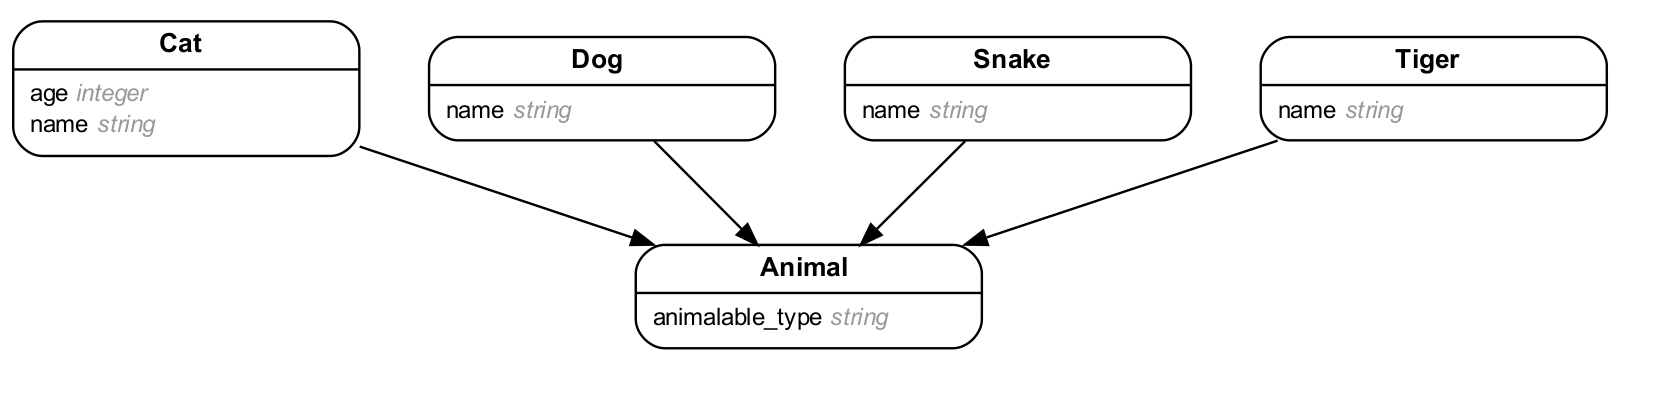 Cat
age integer
name string
Dog
name string
Snake
name string
Tiger
name string
Animal
animalable_type string